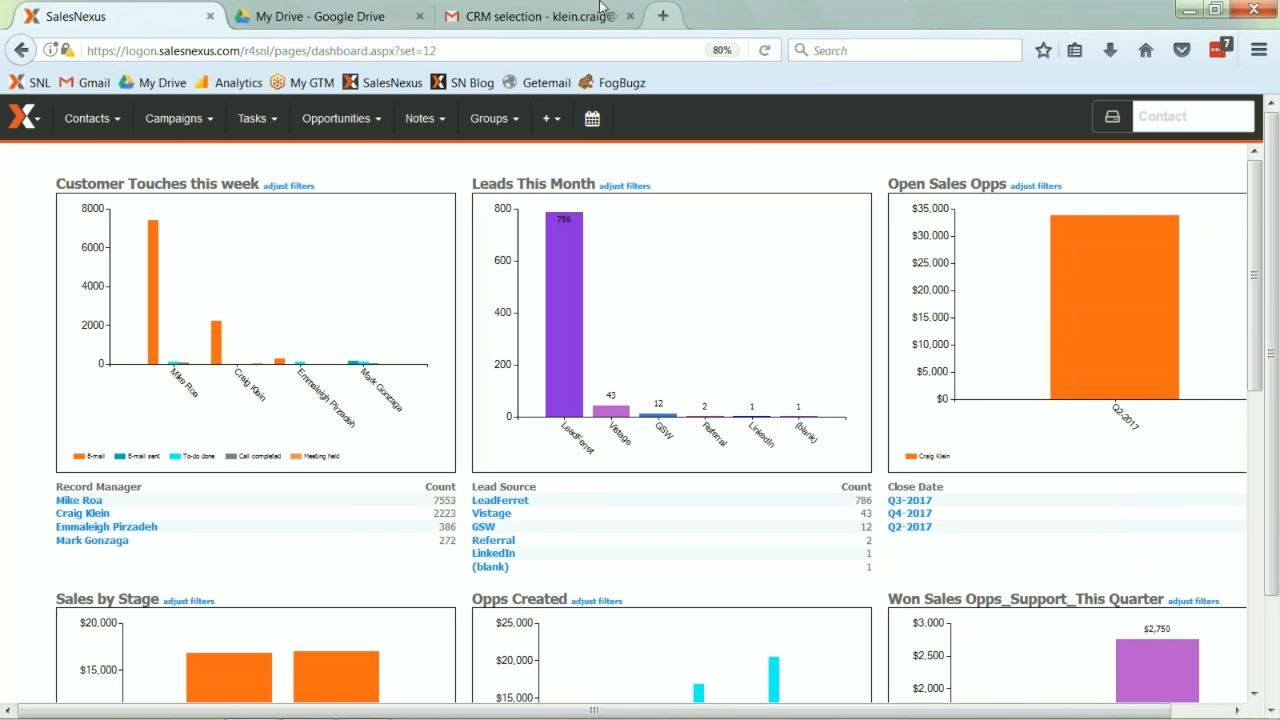 SalesNexus
My Drive - Google Drive
CRM selection - klein.craig@
https://logon.salesnexus.com/r4snl/pages/dashboard.aspx?set=12
80%
Search
7
SNL
Gmail
My Drive
Analytics
My GTM
SalesNexus
SN Blog
Getemail
FogBugz
Contacts
Campaigns
Tasks
Opportunities
Notes
Groups
+
Contact
Customer Touches this week adjust filters
8000
6000
4000
2000
0
Mike Roa
Craig Klein
Emmaleigh Pirzadeh
Mark Gonzaga
E-mail
E-mail sent
To-do done
Call completed
Meeting held
Record Manager Count
Mike Roa 7553
Craig Klein 2223
Emmaleigh Pirzadeh 386
Mark Gonzaga 272
Leads This Month adjust filters
800
600
400
200
0
786
43
12
2
1
1
LeadFerret
Vistage
GSW
Referral
LinkedIn
(blank)
Lead Source Count
LeadFerret 786
Vistage 43
GSW 12
Referral 2
LinkedIn 1
(blank) 1
Open Sales Opps adjust filters
$35,000
$30,000
$25,000
$20,000
$15,000
$10,000
$5,000
$0
Q2-2017
Craig Klein
Close Date
Q3-2017
Q4-2017
Q2-2017
Sales by Stage adjust filters
$20,000
$15,000
Opps Created adjust filters
$25,000
$20,000
$15,000
Won Sales Opps_Support_This Quarter adjust filters
$3,000
$2,500
$2,000
$2,750